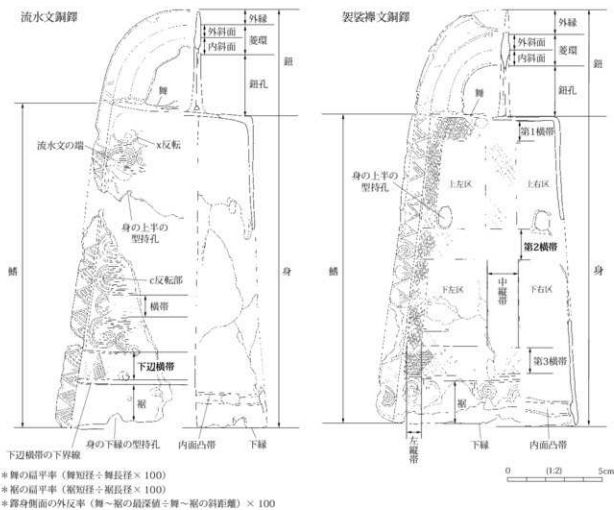 流水文銅鐸
外縁
外斜面
内斜面
菱環
鈕孔
鈕
舞
流水文の端
x反転
身の上半の
型持孔
鰭
身
c反転部
横帯
下辺横帯
裾
身の下縁の型持孔
内面凸帯
下縁
下辺横帯の下界線
袈裟襷文銅鐸
外縁
外斜面
内斜面
菱環
鈕孔
鈕
舞
第1横帯
身の上半の
型持孔
上左区
上右区
第2横帯
鰭
身
下左区
中縦帯
下右区
第3横帯
裾
左縦帯
下縁
内面凸帯
0 (1:2) 5cm
*舞の扁平率(舞短径÷舞長径×100)
*裾の扁平率(裾短径÷裾長径×100)
*鐸身側面の外反率(舞~裾の最深値÷舞~裾の斜距離)×100